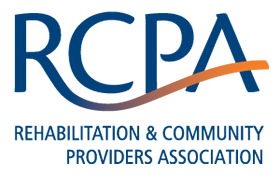 RCPA
REHABILITATION & COMMUNITY
PROVIDERS ASSOCIATION